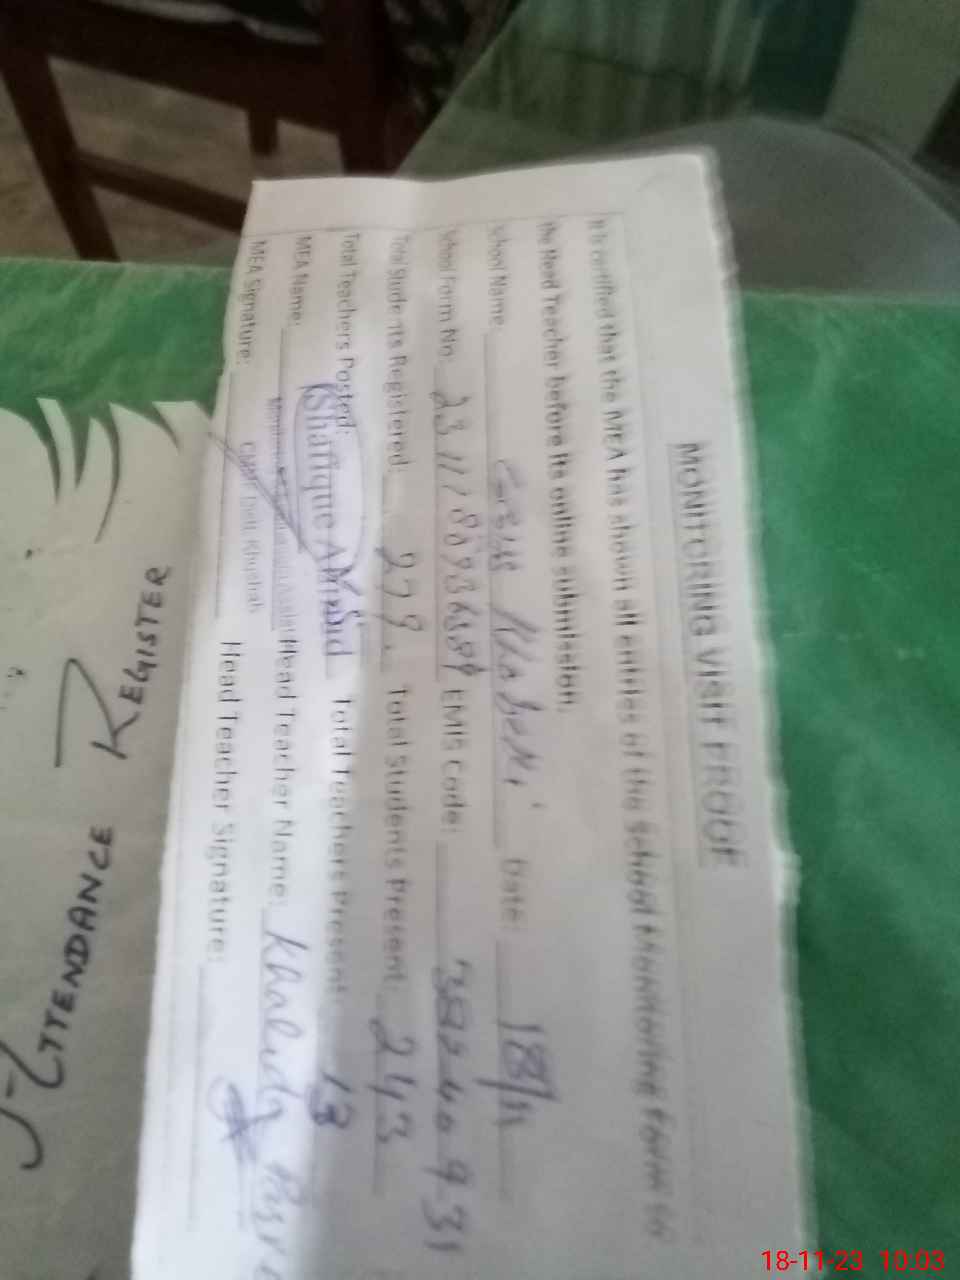 MONITORING VISIT PROOF
It is certified that the MEA has shown all entries of the school monitoring form to
the Head Teacher before its online submission.
School Name: Date: 18/11
School Form No. EMIS Code:
Total Students Registered: 279. Total Students Present: 243
Total Teachers Posted: Total Teachers Present: 13
MEA Name: Shafique Ahmad Head Teacher Name: Khalida
MEA Signature: Head Teacher Signature:
ATTENDANCE REGISTER
18-11-23 10:03